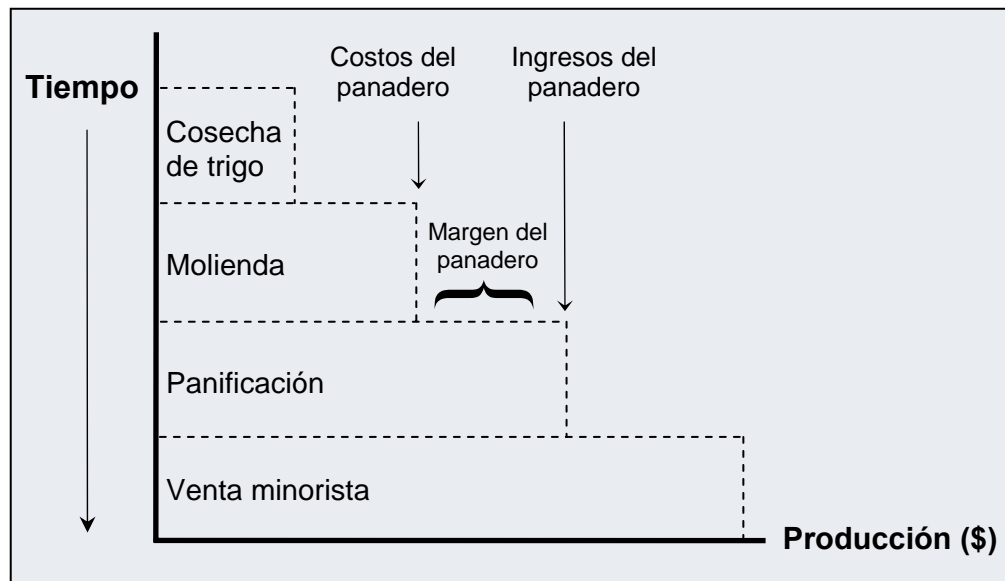 Costos del
panadero
Ingresos del
panadero
Tiempo
Cosecha
de trigo
Margen del
panadero
Molienda
Panificación
Venta minorista
Producción ($)